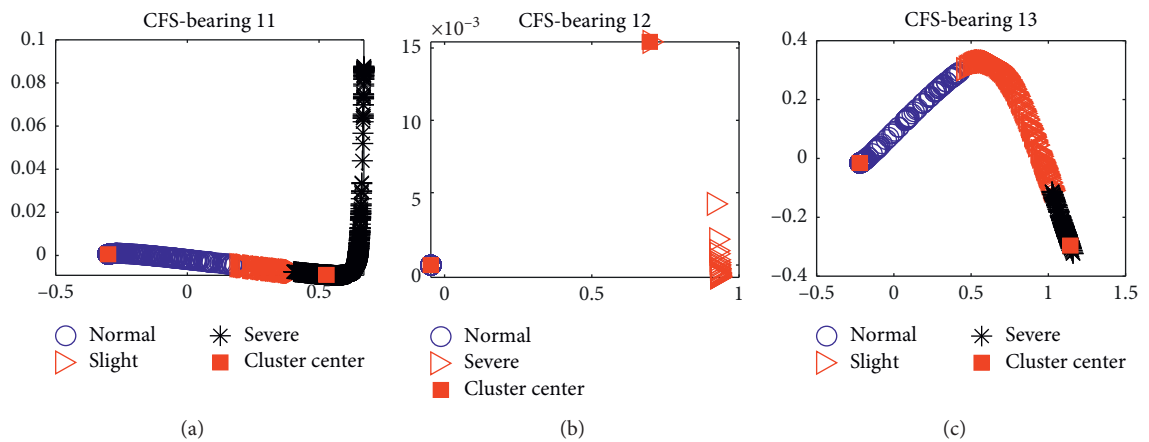 CFS-bearing 11
0.1
0.08
0.06
0.04
0.02
0
−0.5
0
0.5
Normal
Severe
Slight
Cluster center
(a)
CFS-bearing 12
×10−3
15
10
5
0
0
0.5
1
Normal
Severe
Cluster center
(b)
CFS-bearing 13
0.4
0.2
0
−0.2
−0.4
−0.5
0
0.5
1
1.5
Normal
Severe
Slight
Cluster center
(c)